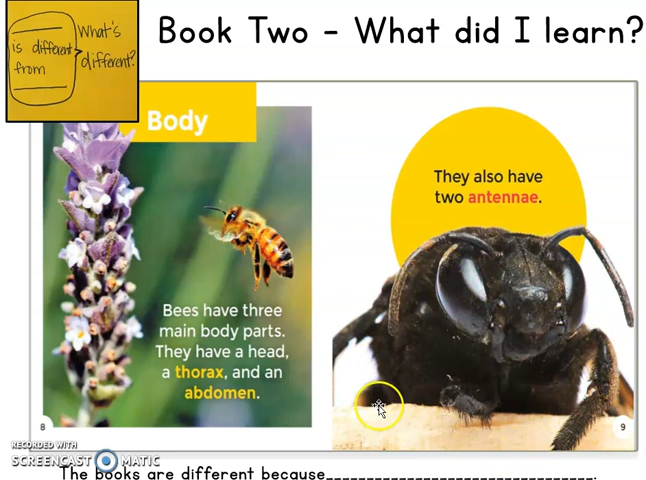 Book Two - What did I learn?
is different
from
What's
different?
Body
Bees have three
main body parts.
They have a head,
a thorax, and an
abdomen.
8
They also have
two antennae.
9
RECORDED WITH
SCREENCAST MATIC
The books are different because_______________________________.